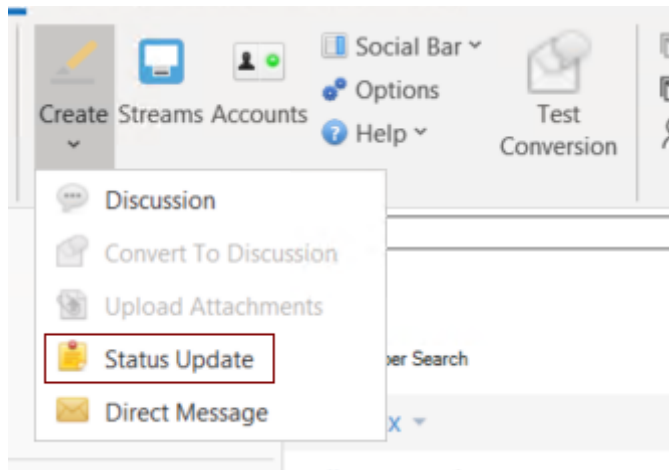 Create
Streams
Accounts
Social Bar
Options
Help
Test
Conversion
Discussion
Convert To Discussion
Upload Attachments
Status Update
Direct Message
er Search
x